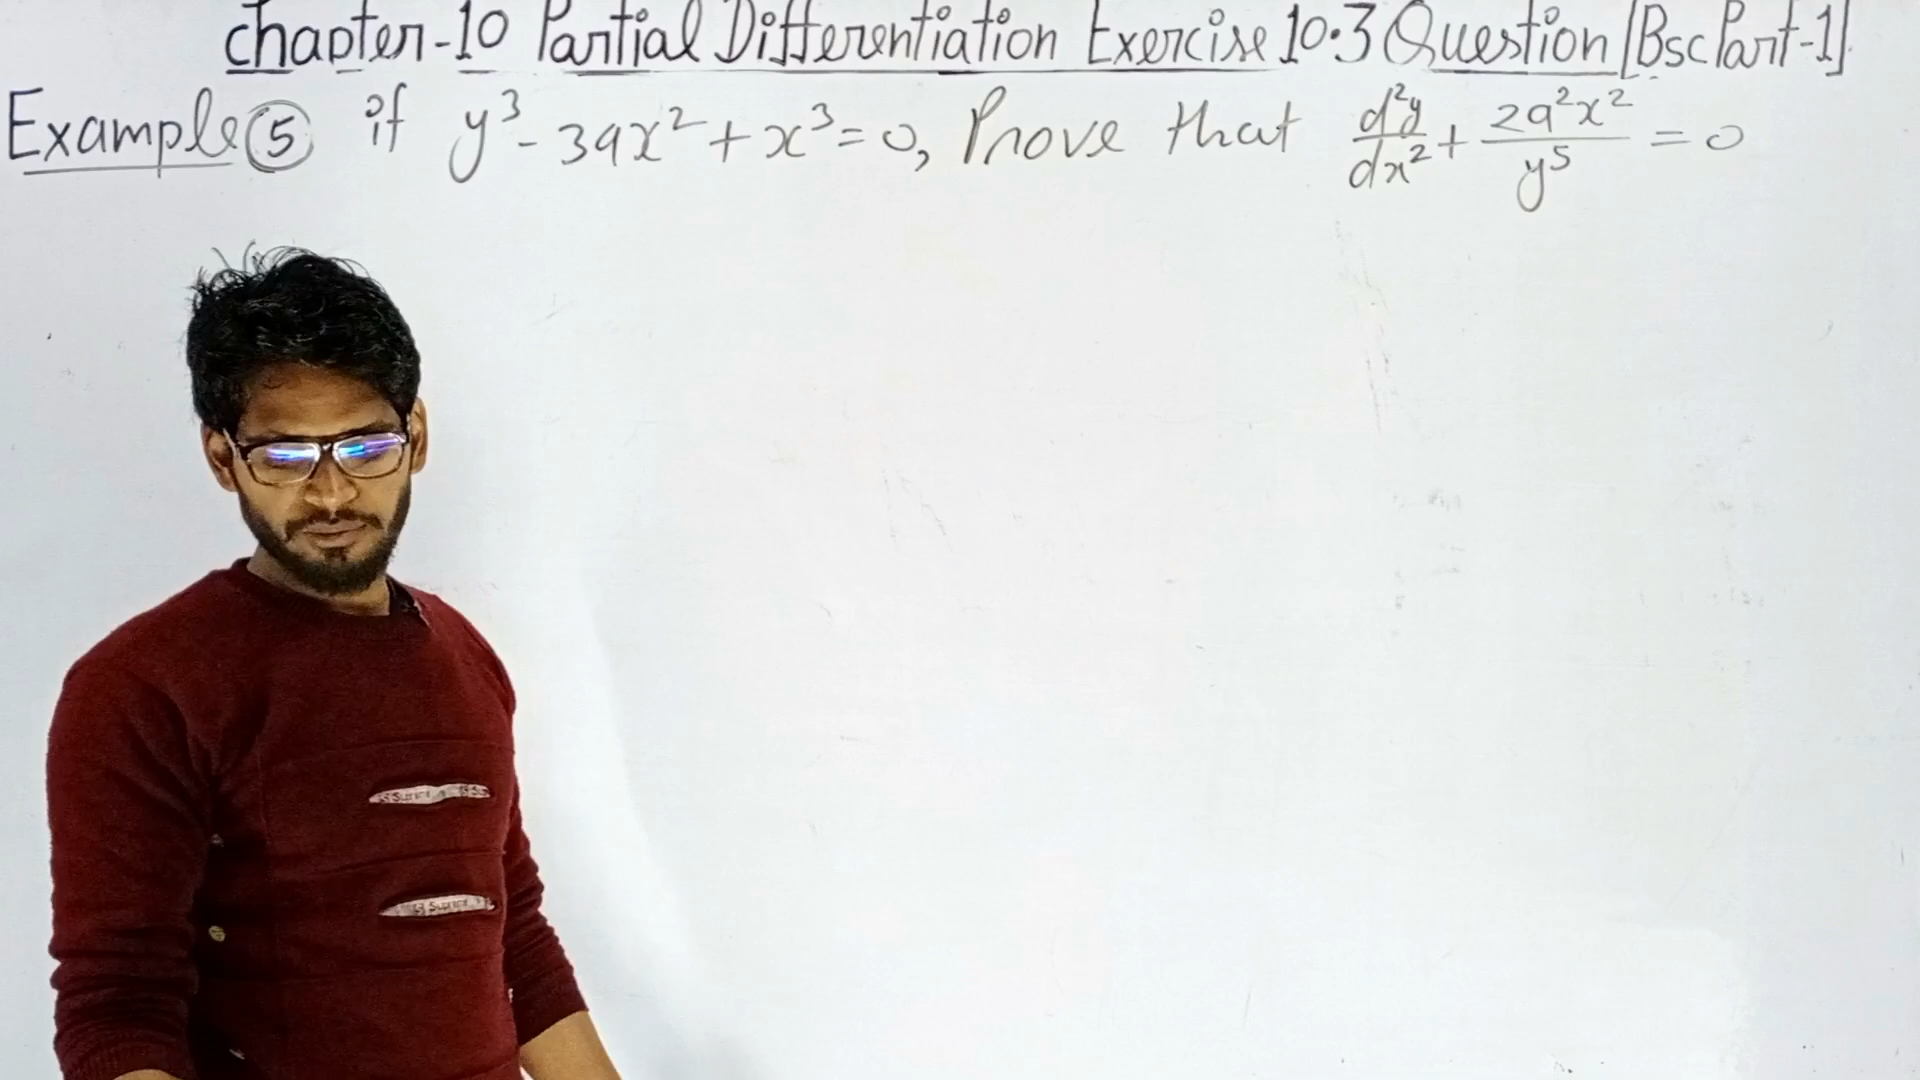 Chapter-10 Partial Differentiation Exercise 10.3 Question [Bsc Part-1]
Example ⑤ if y³ - 3ax² + x³ = 0, Prove that d²y/dx² + 2a²x²/y⁵ = 0